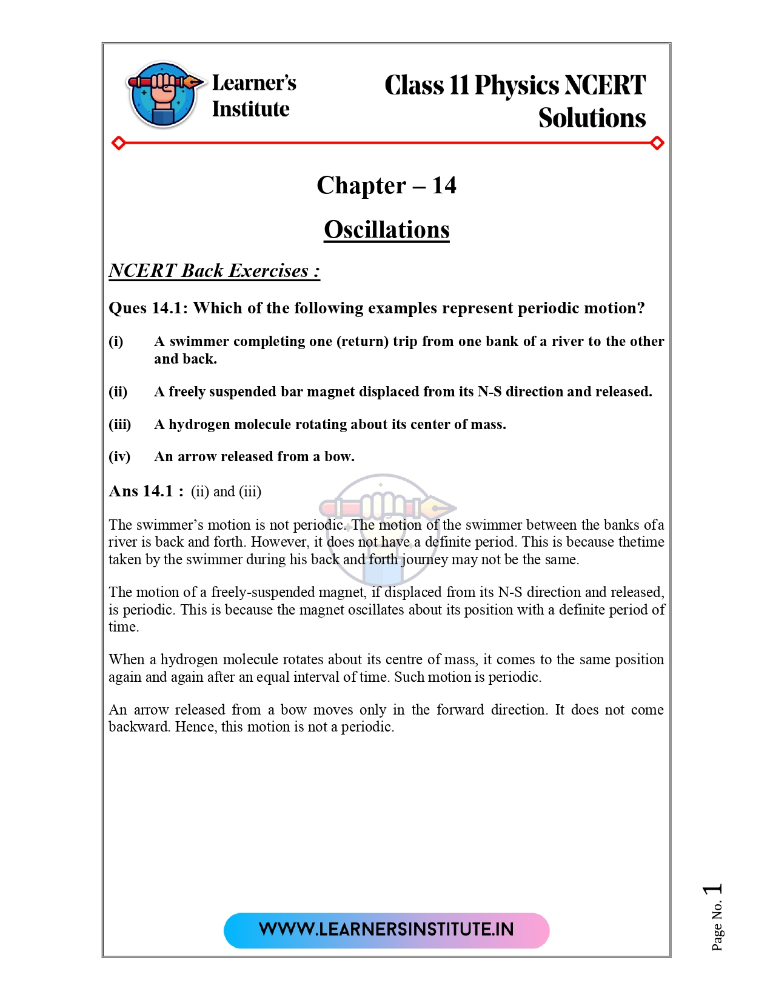 Learner's
Institute
Class 11 Physics NCERT
Solutions
Chapter – 14
Oscillations
NCERT Back Exercises :
Ques 14.1: Which of the following examples represent periodic motion?
(i) A swimmer completing one (return) trip from one bank of a river to the other
and back.
(ii) A freely suspended bar magnet displaced from its N-S direction and released.
(iii) A hydrogen molecule rotating about its center of mass.
(iv) An arrow released from a bow.
Ans 14.1 : (ii) and (iii)
The swimmer's motion is not periodic. The motion of the swimmer between the banks of a
river is back and forth. However, it does not have a definite period. This is because thetime
taken by the swimmer during his back and forth journey may not be the same.
The motion of a freely-suspended magnet, if displaced from its N-S direction and released,
is periodic. This is because the magnet oscillates about its position with a definite period of
time.
When a hydrogen molecule rotates about its centre of mass, it comes to the same position
again and again after an equal interval of time. Such motion is periodic.
An arrow released from a bow moves only in the forward direction. It does not come
backward. Hence, this motion is not a periodic.
WWW.LEARNERSINSTITUTE.IN
Page No. 1